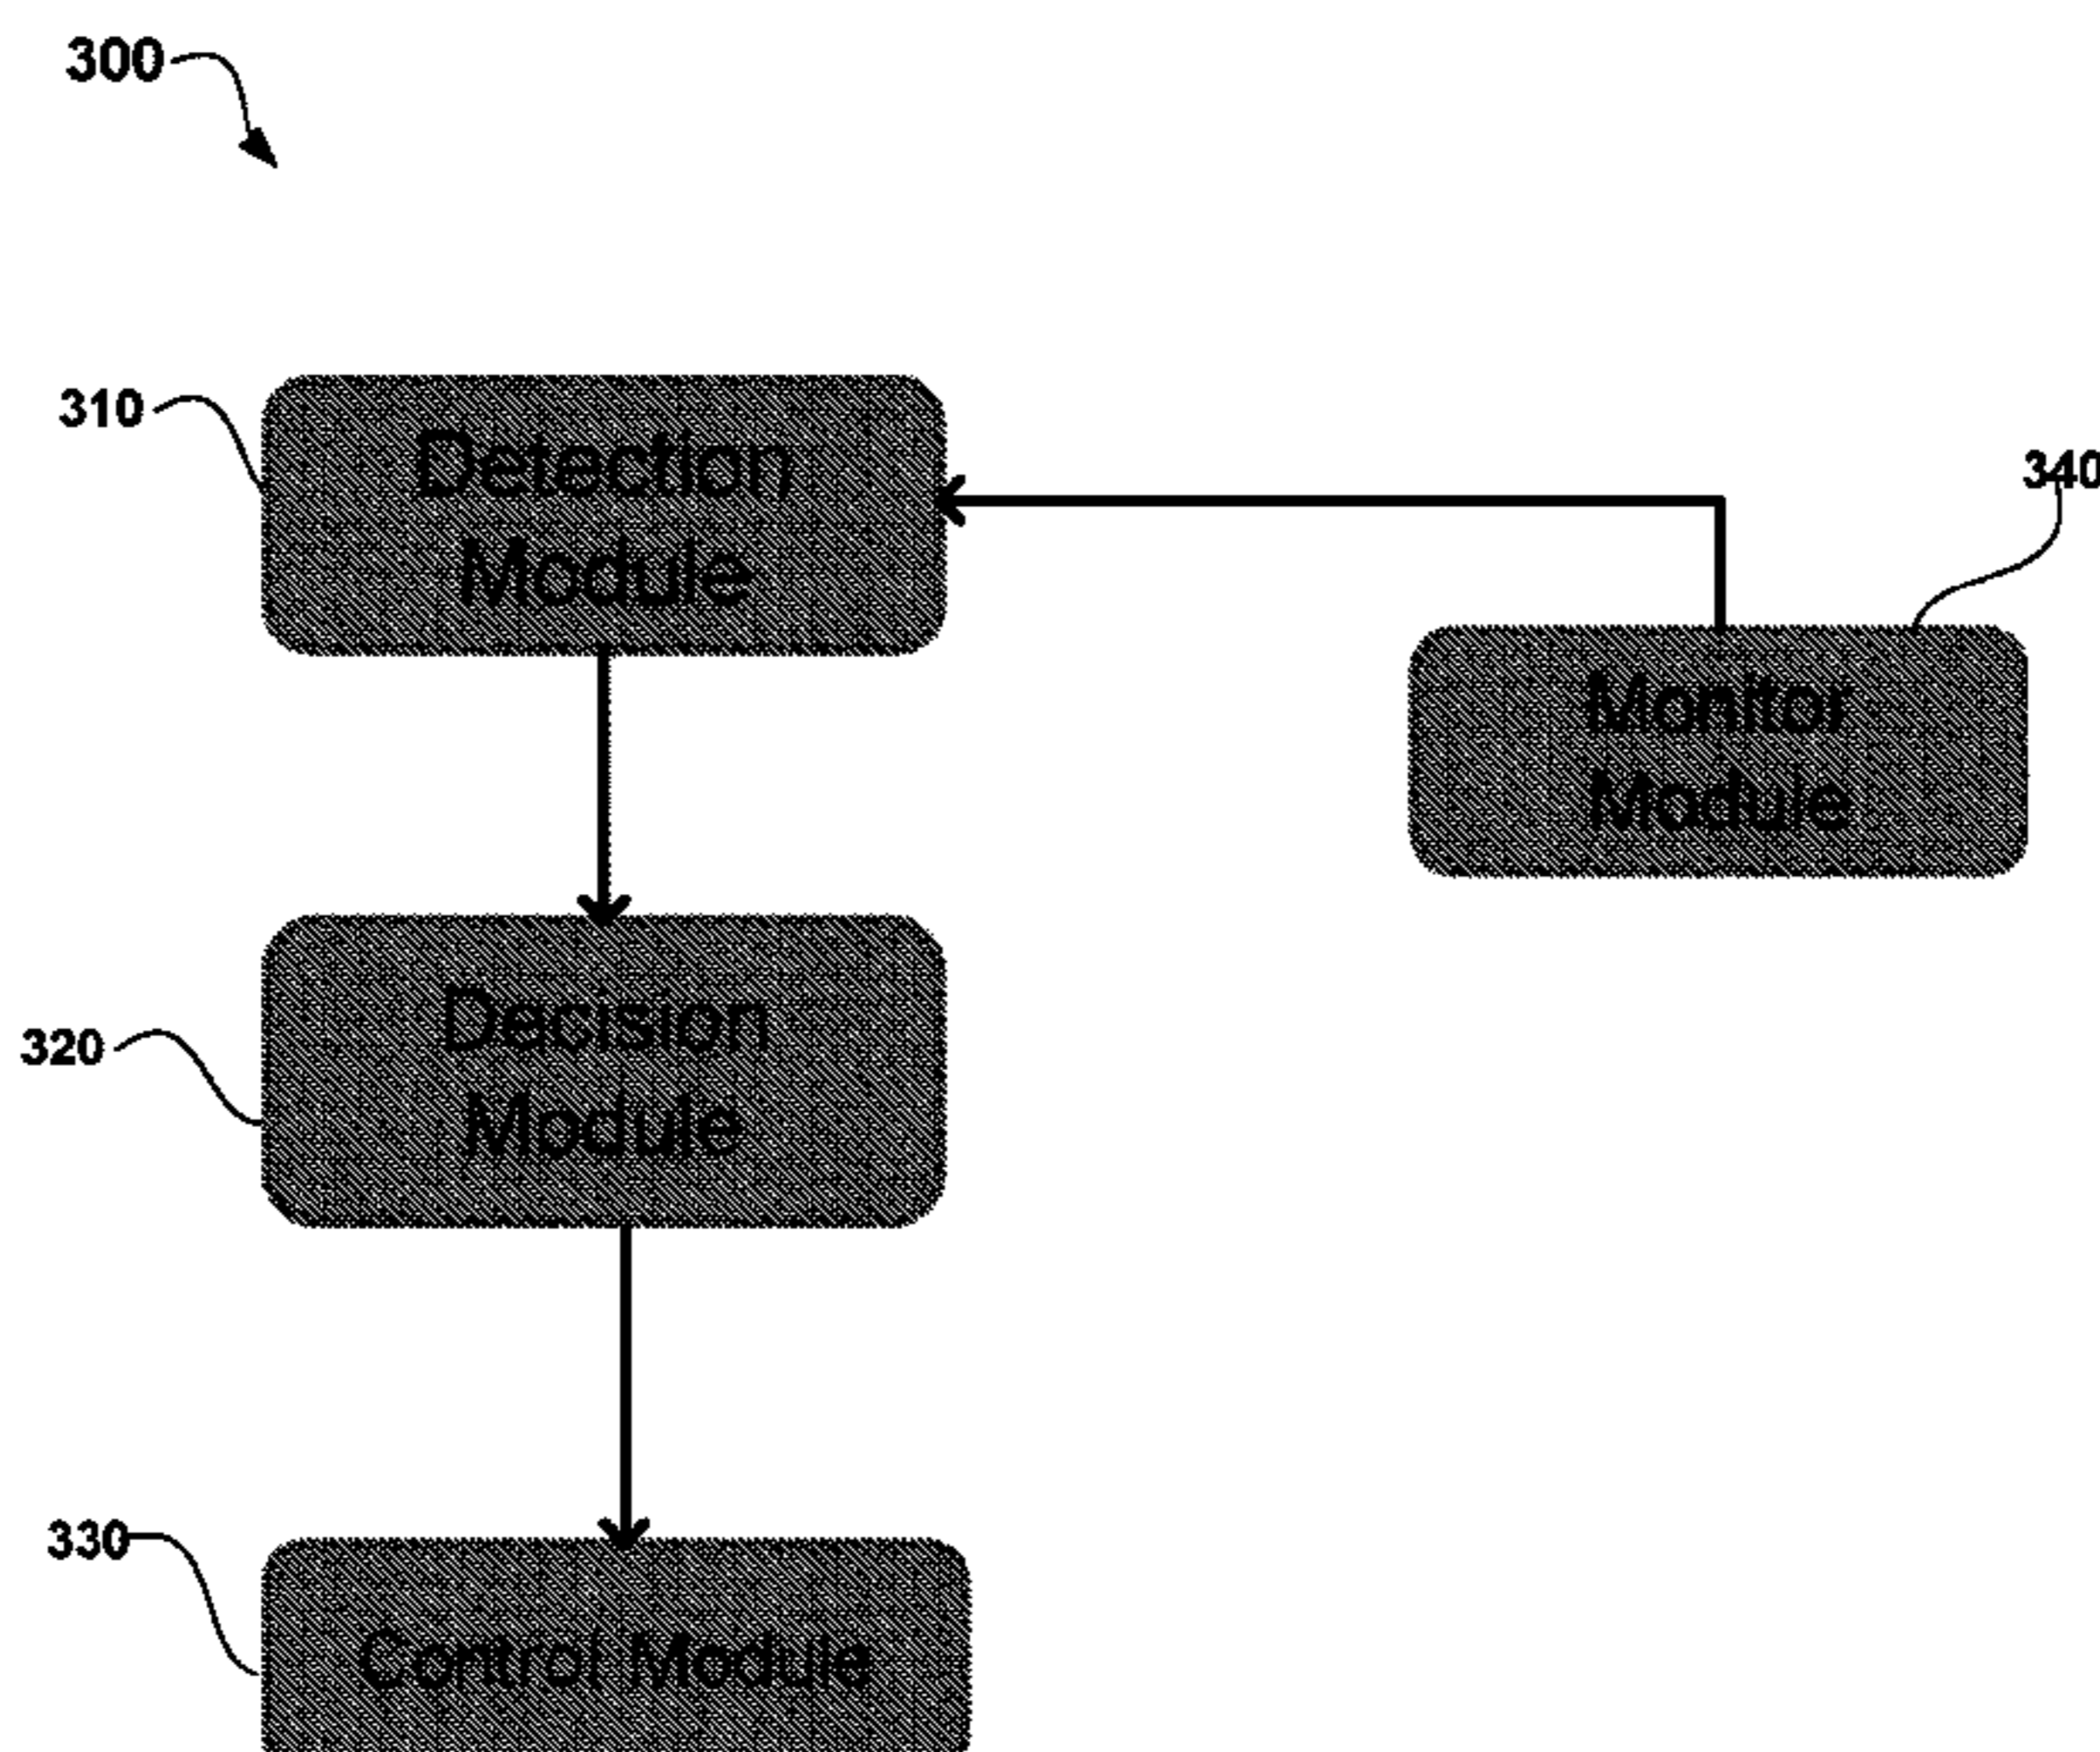 300
310
Detection
Module
340
Monitor
Module
320
Decision
Module
330
Control Module